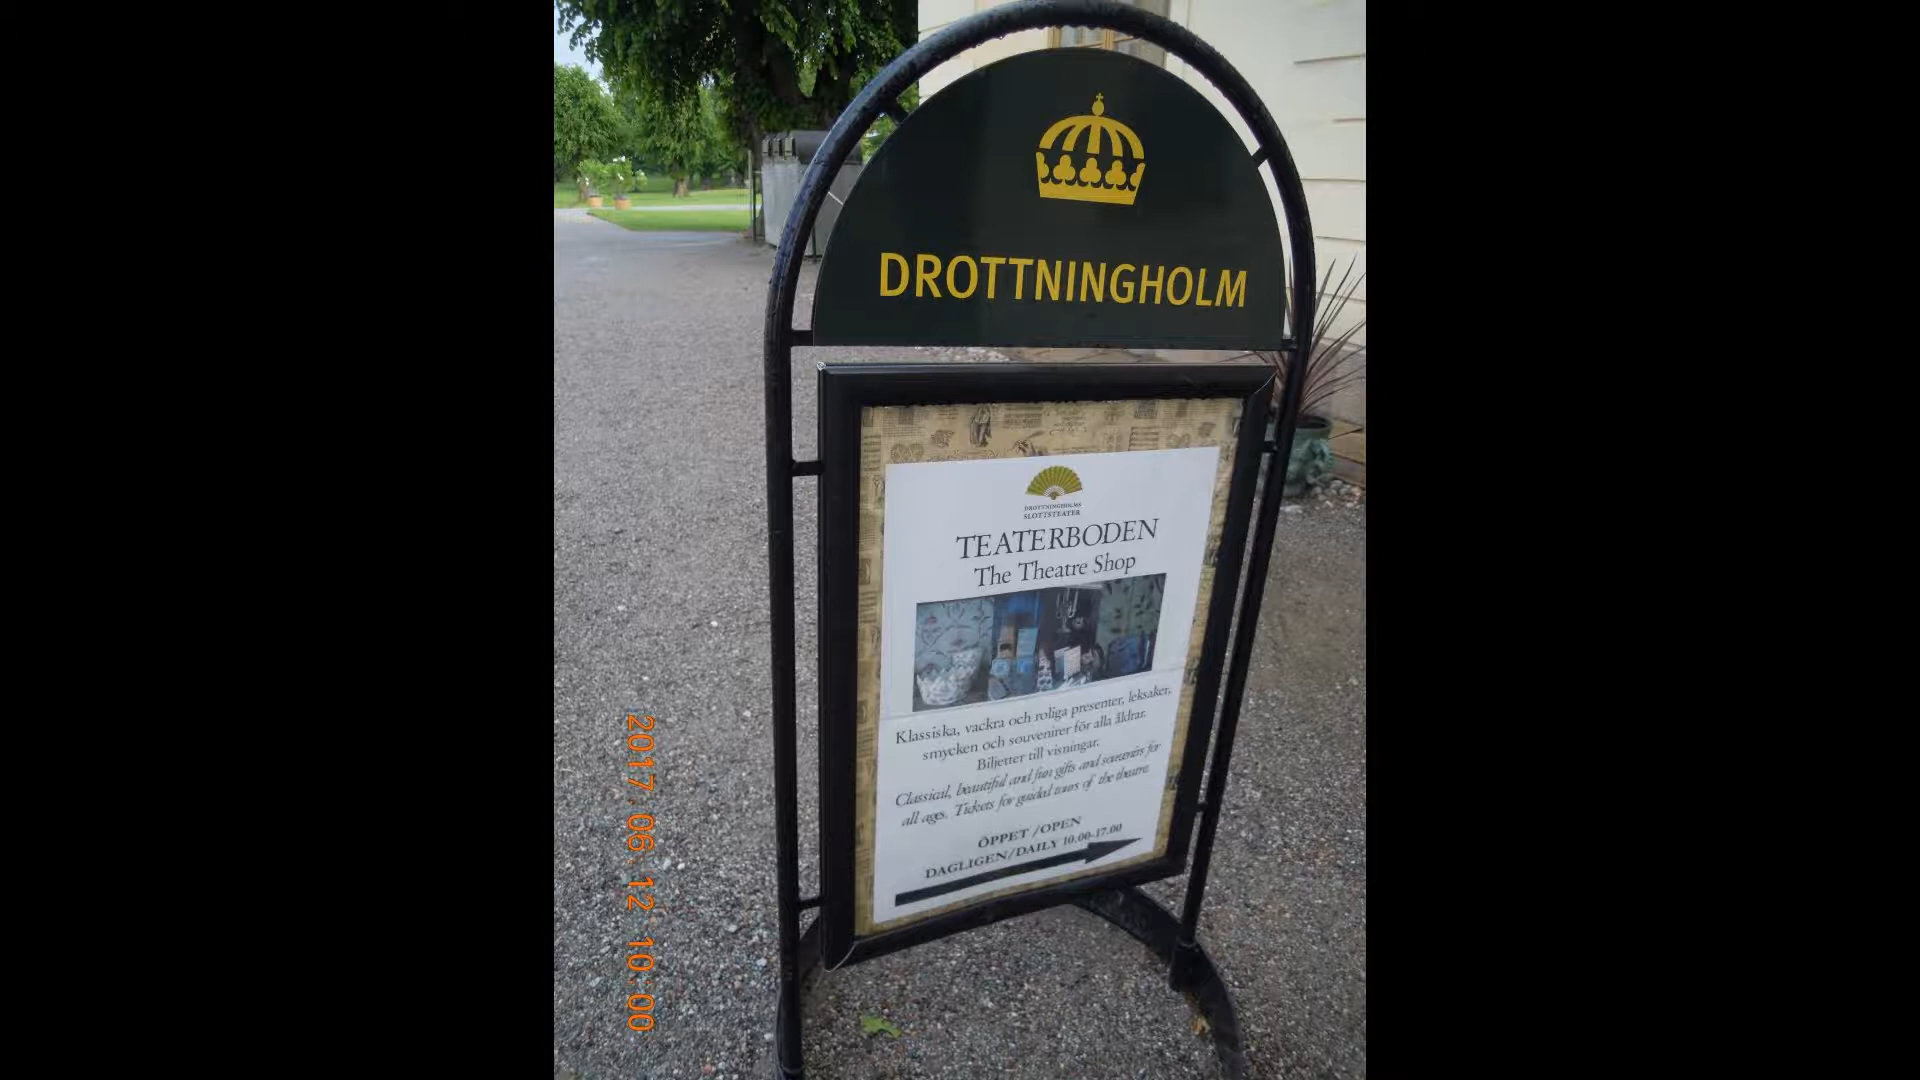 DROTTNINGHOLM
DROTTNINGHOLMS
SLOTTSTEATER
TEATERBODEN
The Theatre Shop
Klassiska, vackra och roliga presenter, leksaker,
smycken och souvenirer för alla åldrar.
Biljetter till visningar.
Classical, beautiful and fun gifts and souvenirs for
all ages. Tickets for guided tours of the theatre.
ÖPPET /OPEN
DAGLIGEN/DAILY 10.00-17.00
2017.06.12 10:00